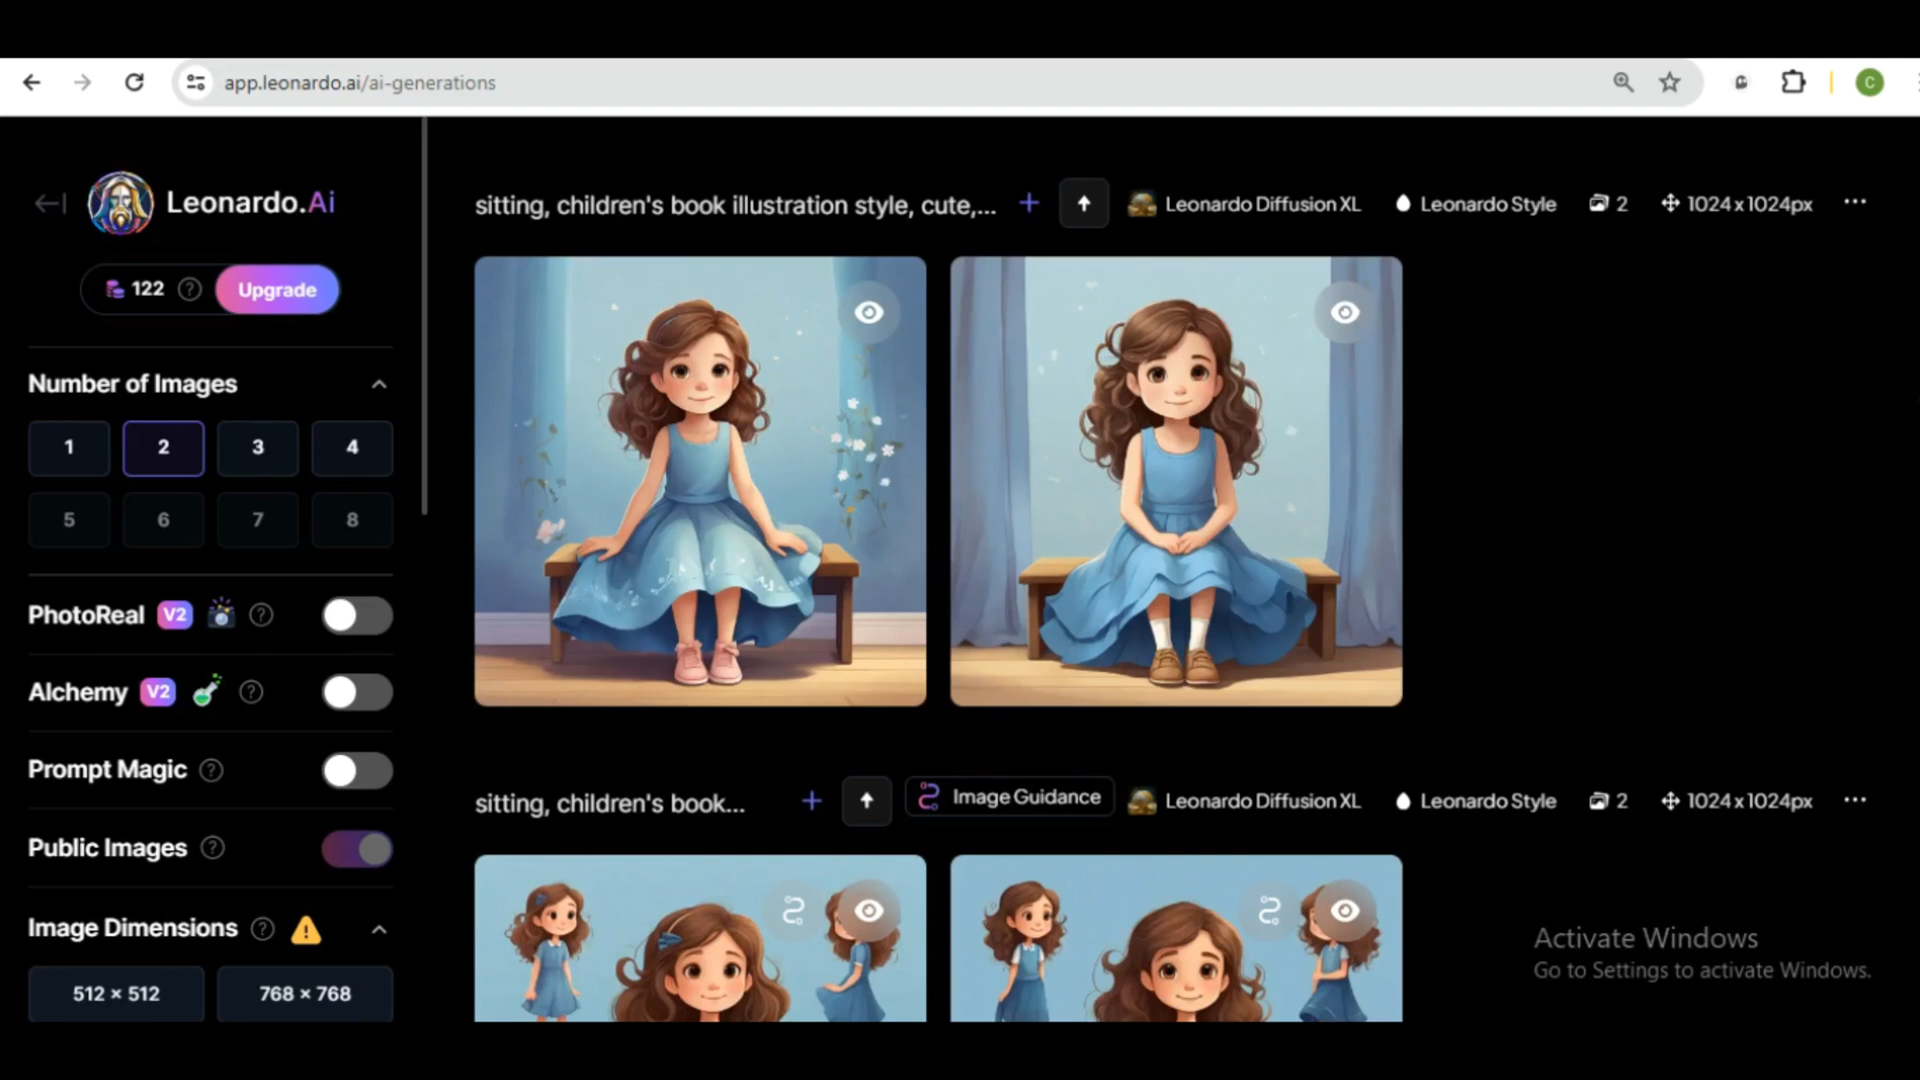 app.leonardo.ai/ai-generations
C
Leonardo.Ai
122 ? Upgrade
Number of Images
1 2 3 4
5 6 7 8
PhotoReal V2 ?
Alchemy V2 ?
Prompt Magic ?
Public Images ?
Image Dimensions ?
512 × 512 768 × 768
sitting, children's book illustration style, cute,... Leonardo Diffusion XL Leonardo Style 2 1024x1024px
sitting, children's book... Image Guidance Leonardo Diffusion XL Leonardo Style 2 1024x1024px
Activate Windows
Go to Settings to activate Windows.